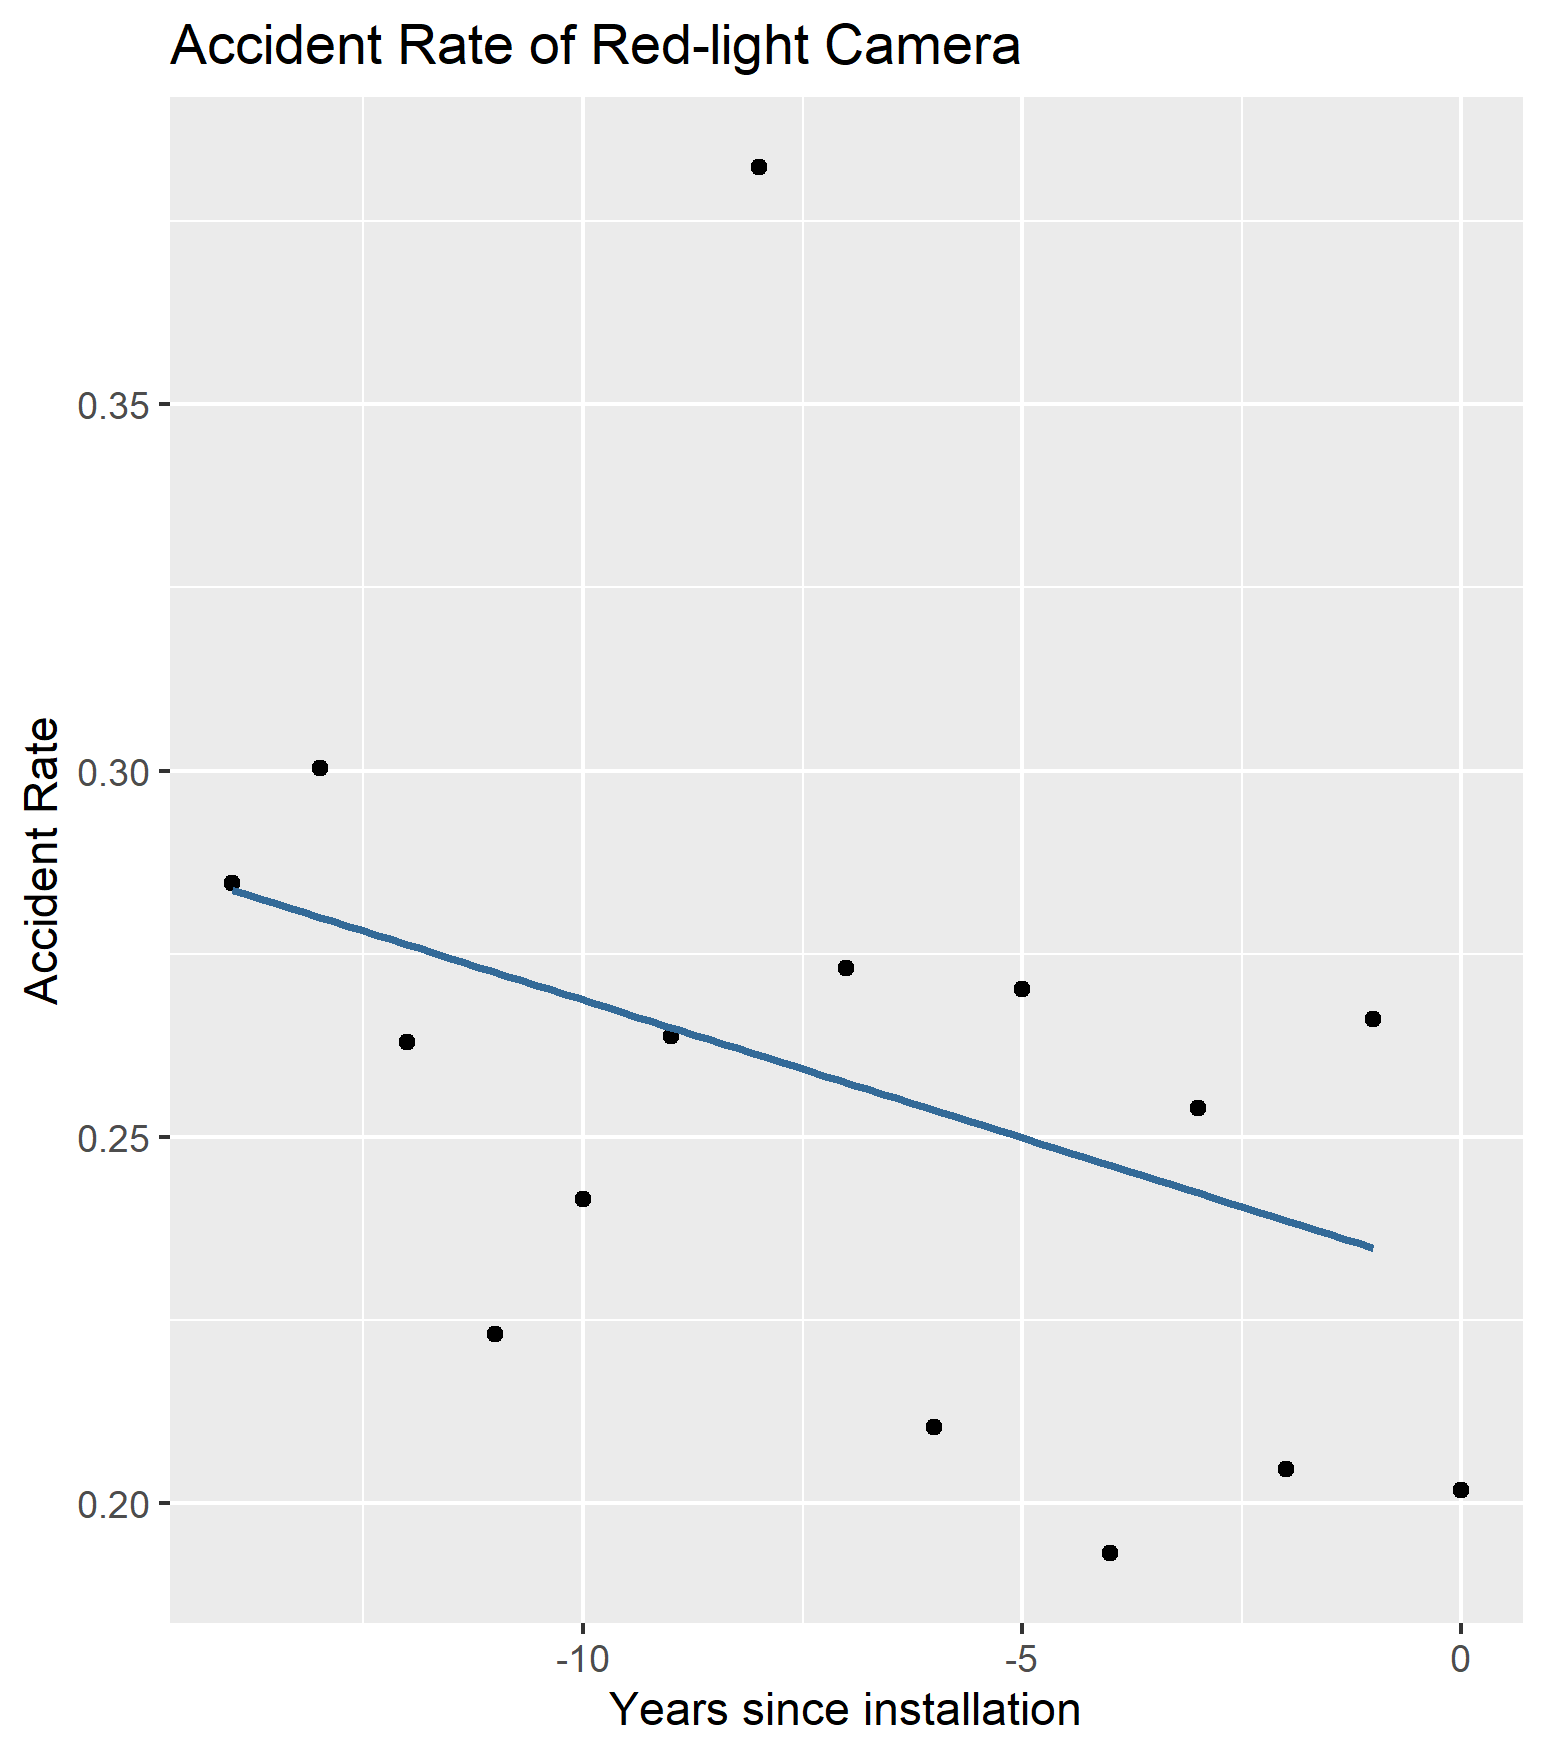 Accident Rate of Red-light Camera
0.35
0.30
0.25
0.20
Accident Rate
-10
-5
0
Years since installation